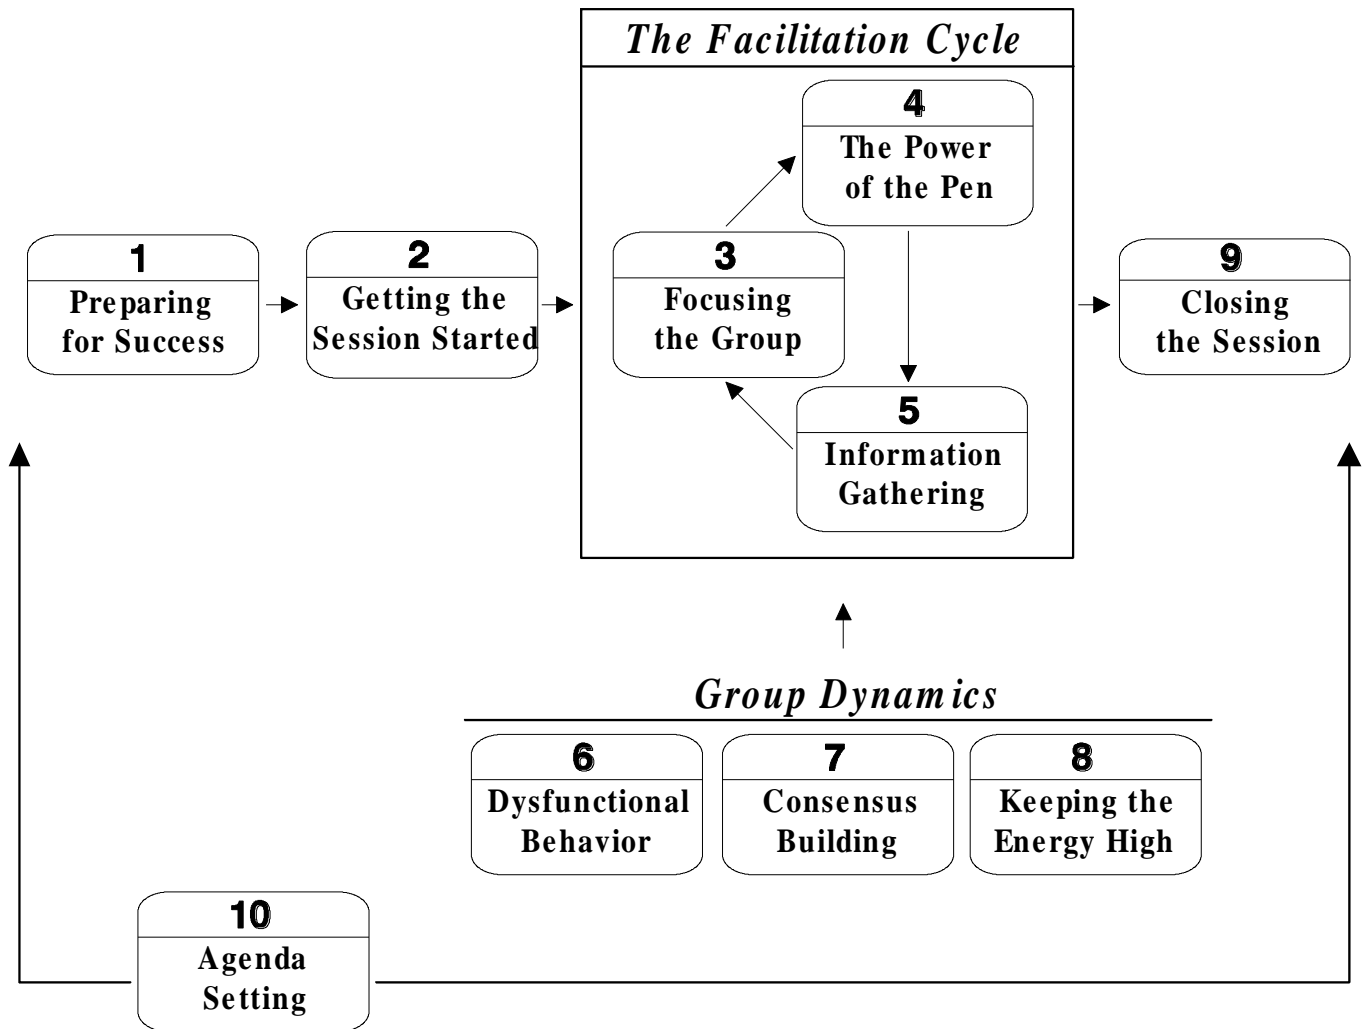 The Facilitation Cycle
4
The Power
of the Pen
1
Preparing
for Success
2
Getting the
Session Started
3
Focusing
the Group
9
Closing
the Session
5
Information
Gathering
Group Dynamics
6
Dysfunctional
Behavior
7
Consensus
Building
8
Keeping the
Energy High
10
Agenda
Setting